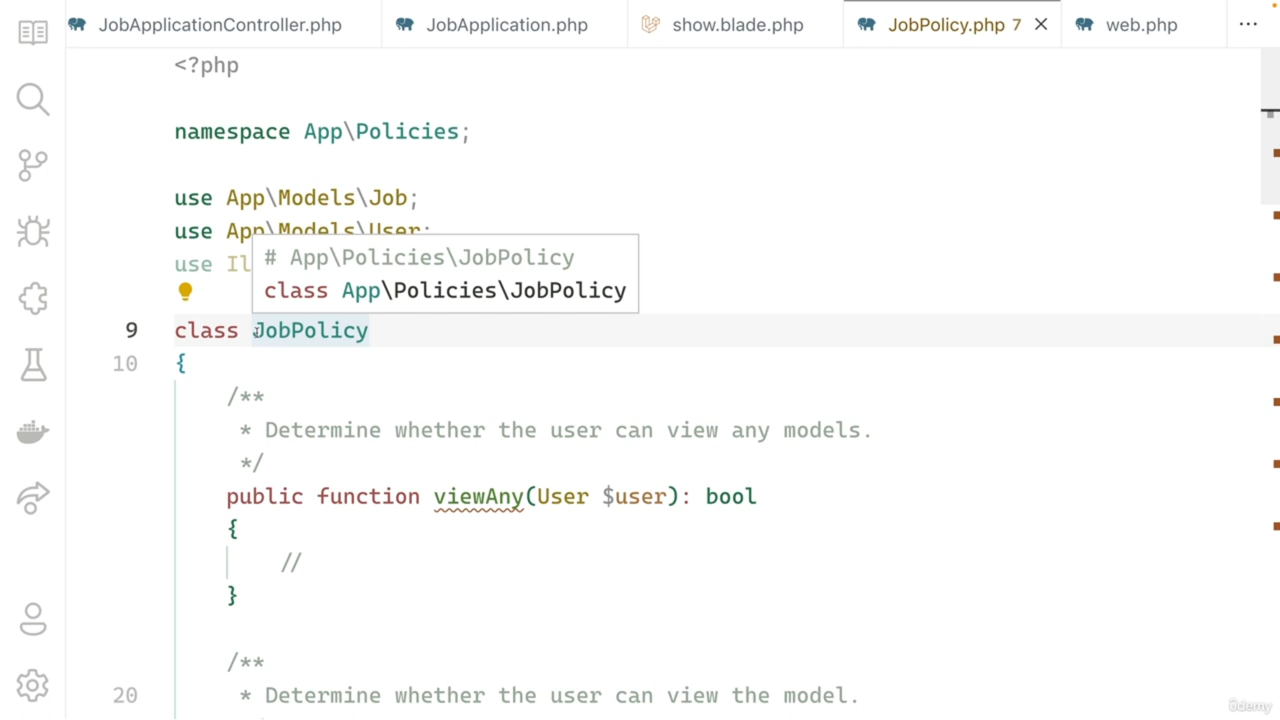 JobApplicationController.php JobApplication.php show.blade.php JobPolicy.php 7 web.php
<?php
namespace App\Policies;
use App\Models\Job;
use App\Models\User;
use Il
# App\Policies\JobPolicy
class App\Policies\JobPolicy
9 class JobPolicy
10 {
/**
* Determine whether the user can view any models.
*/
public function viewAny(User $user): bool
{
//
}
/**
20 * Determine whether the user can view the model.
ûdemy